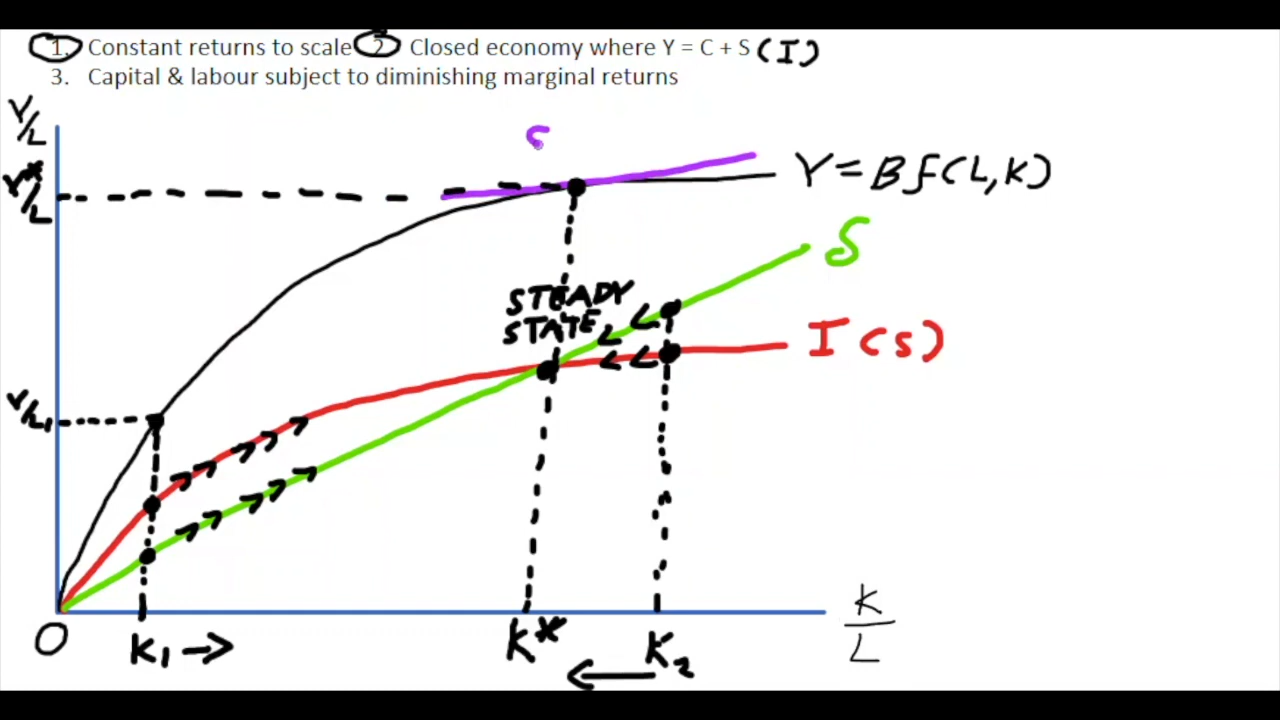 1. Constant returns to scale 2. Closed economy where Y = C + S (I)
3. Capital & labour subject to diminishing marginal returns
Y/L
Y*/L
Y = B f(L, K)
δ
STEADY
STATE
I (S)
Y/L₁
O
K₁ →
K*
K₂
K
L